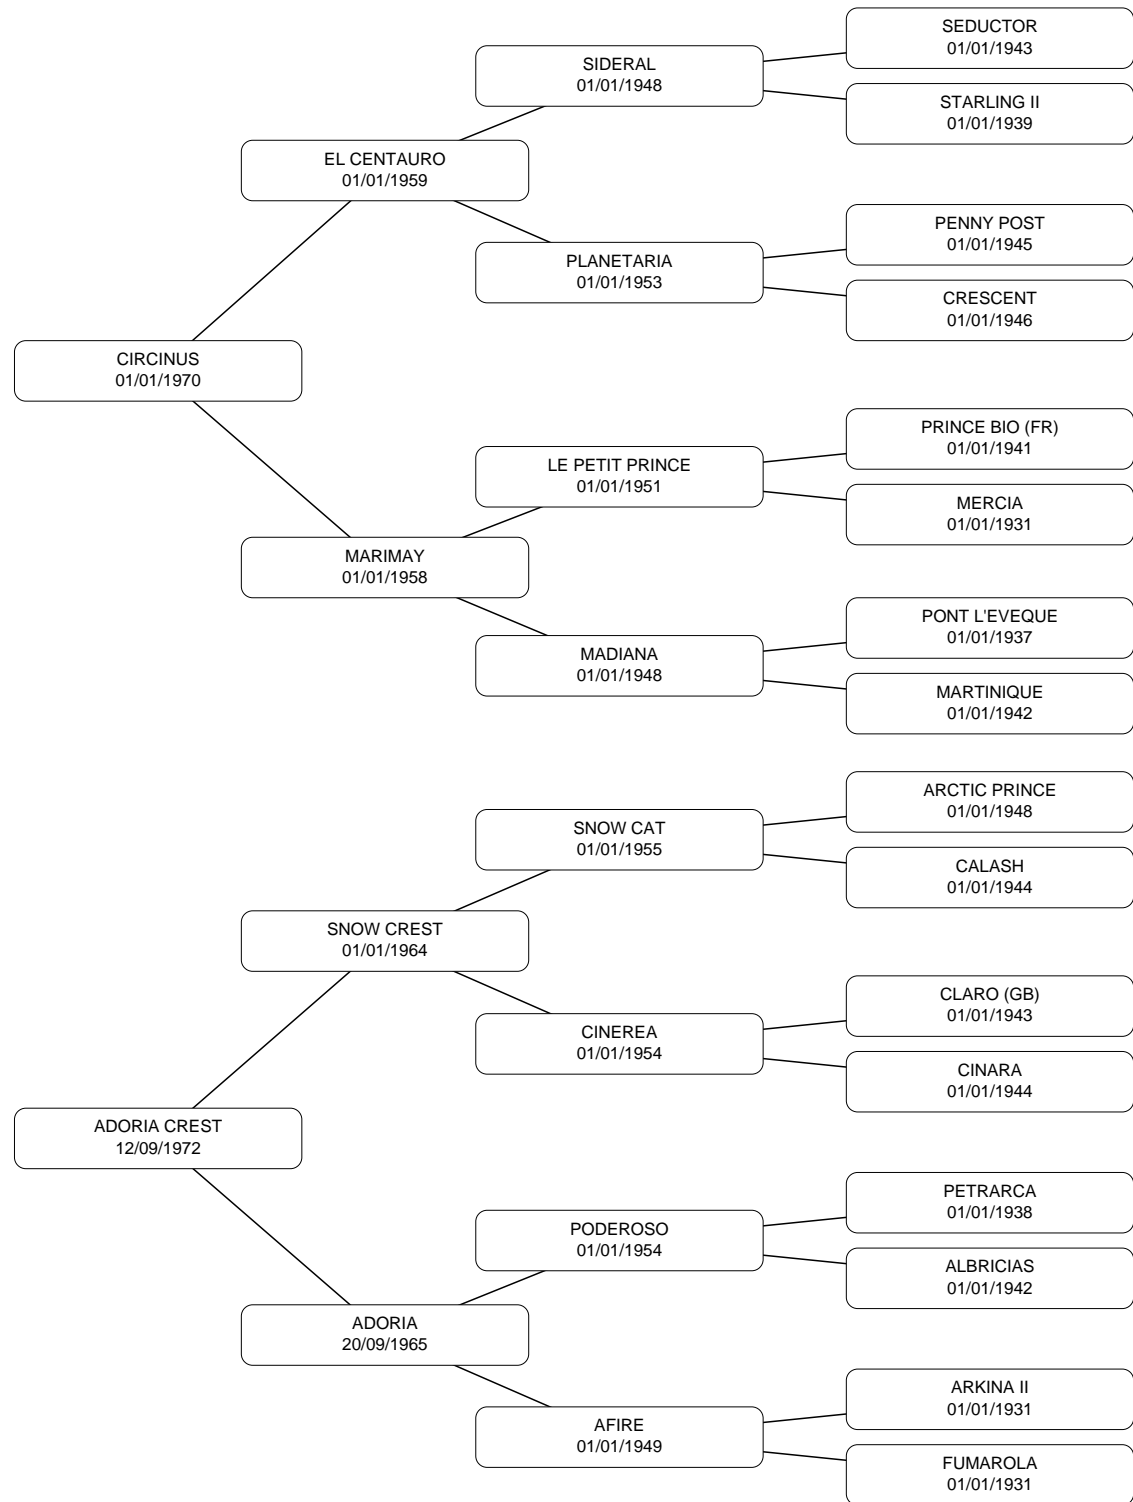 SEDUCTOR
01/01/1943
SIDERAL
01/01/1948
STARLING II
01/01/1939
EL CENTAURO
01/01/1959
PENNY POST
01/01/1945
PLANETARIA
01/01/1953
CRESCENT
01/01/1946
CIRCINUS
01/01/1970
PRINCE BIO (FR)
01/01/1941
LE PETIT PRINCE
01/01/1951
MERCIA
01/01/1931
MARIMAY
01/01/1958
PONT L'EVEQUE
01/01/1937
MADIANA
01/01/1948
MARTINIQUE
01/01/1942
ARCTIC PRINCE
01/01/1948
SNOW CAT
01/01/1955
CALASH
01/01/1944
SNOW CREST
01/01/1964
CLARO (GB)
01/01/1943
CINEREA
01/01/1954
CINARA
01/01/1944
ADORIA CREST
12/09/1972
PETRARCA
01/01/1938
PODEROSO
01/01/1954
ALBRICIAS
01/01/1942
ADORIA
20/09/1965
ARKINA II
01/01/1931
AFIRE
01/01/1949
FUMAROLA
01/01/1931